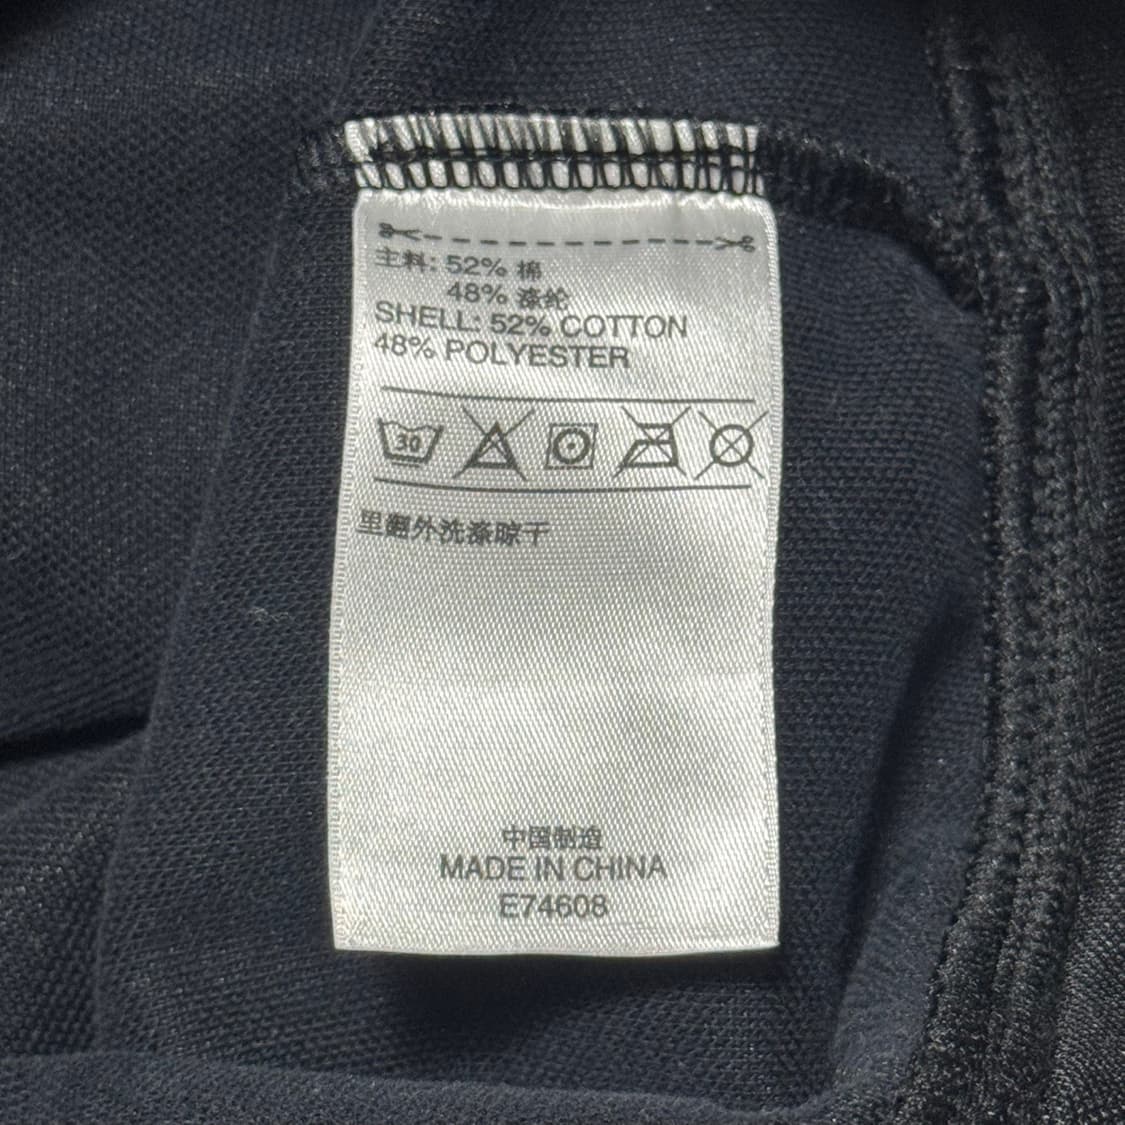 主料: 52% 棉
48% 涤纶
SHELL: 52% COTTON
48% POLYESTER
30
里翻外洗涤晾干
中国制造
MADE IN CHINA
E74608